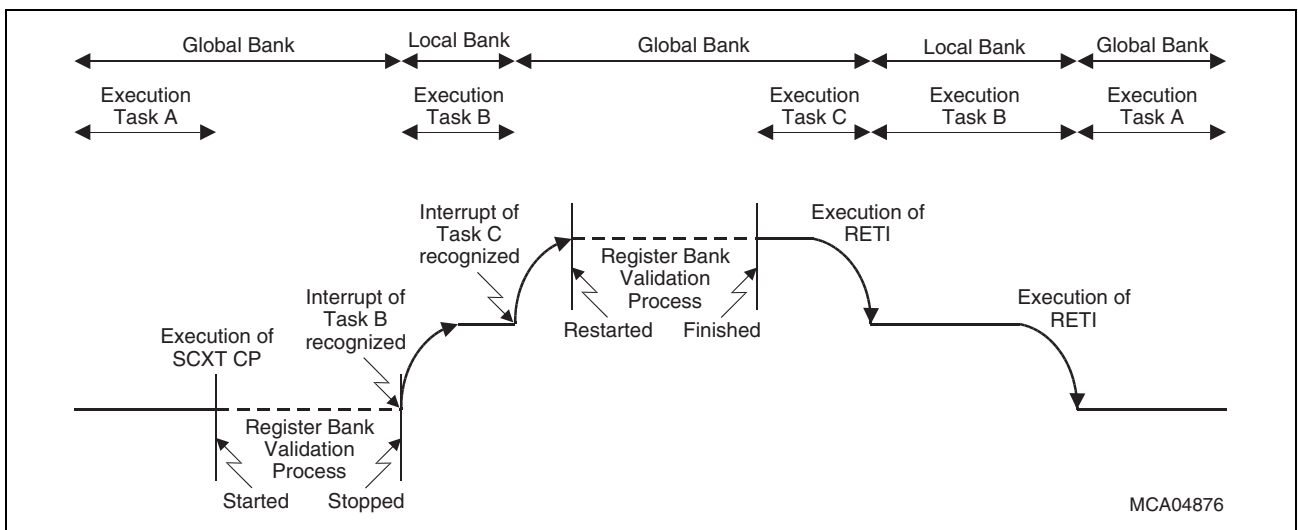 Global Bank
Local Bank
Global Bank
Local Bank
Global Bank
Execution
Task A
Execution
Task B
Execution
Task C
Execution
Task B
Execution
Task A
Interrupt of
Task C
recognized
Execution of
RETI
Register Bank
Validation
Process
Restarted
Finished
Interrupt of
Task B
recognized
Execution of
RETI
Execution of
SCXT CP
Register Bank
Validation
Process
Started
Stopped
MCA04876